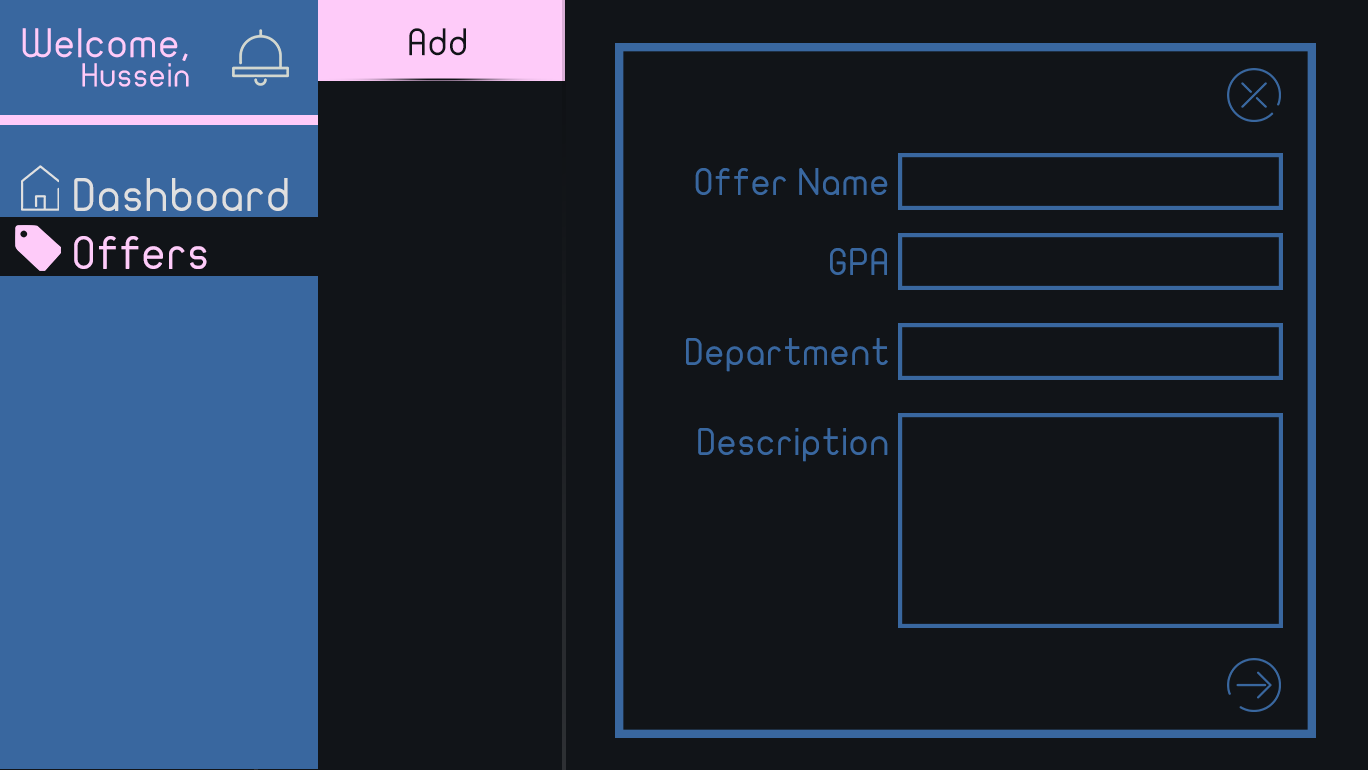 Welcome,
Hussein
Dashboard
Offers
Add
Offer Name
GPA
Department
Description